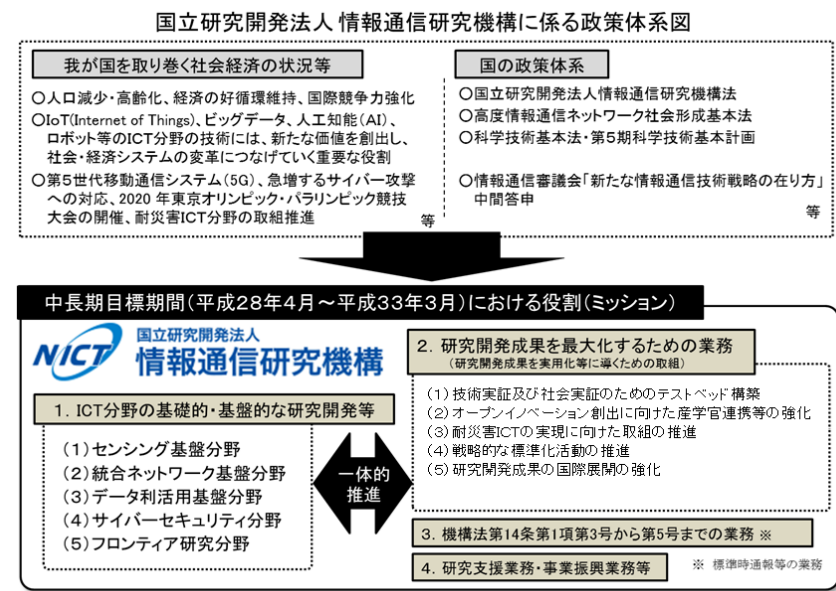 国立研究開発法人 情報通信研究機構に係る政策体系図
我が国を取り巻く社会経済の状況等
○人口減少・高齢化、経済の好循環維持、国際競争力強化
○IoT(Internet of Things)、ビッグデータ、人工知能(AI)、
ロボット等のICT分野の技術には、新たな価値を創出し、
社会・経済システムの変革につなげていく重要な役割
○第5世代移動通信システム(5G)、急増するサイバー攻撃
への対応、2020 年東京オリンピック・パラリンピック競技
大会の開催、耐災害ICT分野の取組推進
等
国の政策体系
○国立研究開発法人情報通信研究機構法
○高度情報通信ネットワーク社会形成基本法
○科学技術基本法・第5期科学技術基本計画
○情報通信審議会「新たな情報通信技術戦略の在り方」
中間答申
等
中長期目標期間(平成28年4月~平成33年3月)における役割(ミッション)
NICT
国立研究開発法人
情報通信研究機構
1. ICT分野の基礎的・基盤的な研究開発等
(1)センシング基盤分野
(2)統合ネットワーク基盤分野
(3)データ利活用基盤分野
(4)サイバーセキュリティ分野
(5)フロンティア研究分野
一体的
推進
2. 研究開発成果を最大化するための業務
(研究開発成果を実用化等に導くための取組)
(1)技術実証及び社会実証のためのテストベッド構築
(2)オープンイノベーション創出に向けた産学官連携等の強化
(3)耐災害ICTの実現に向けた取組の推進
(4)戦略的な標準化活動の推進
(5)研究開発成果の国際展開の強化
3. 機構法第14条第1項第3号から第5号までの業務 ※
4. 研究支援業務・事業振興業務等
※ 標準時通報等の業務